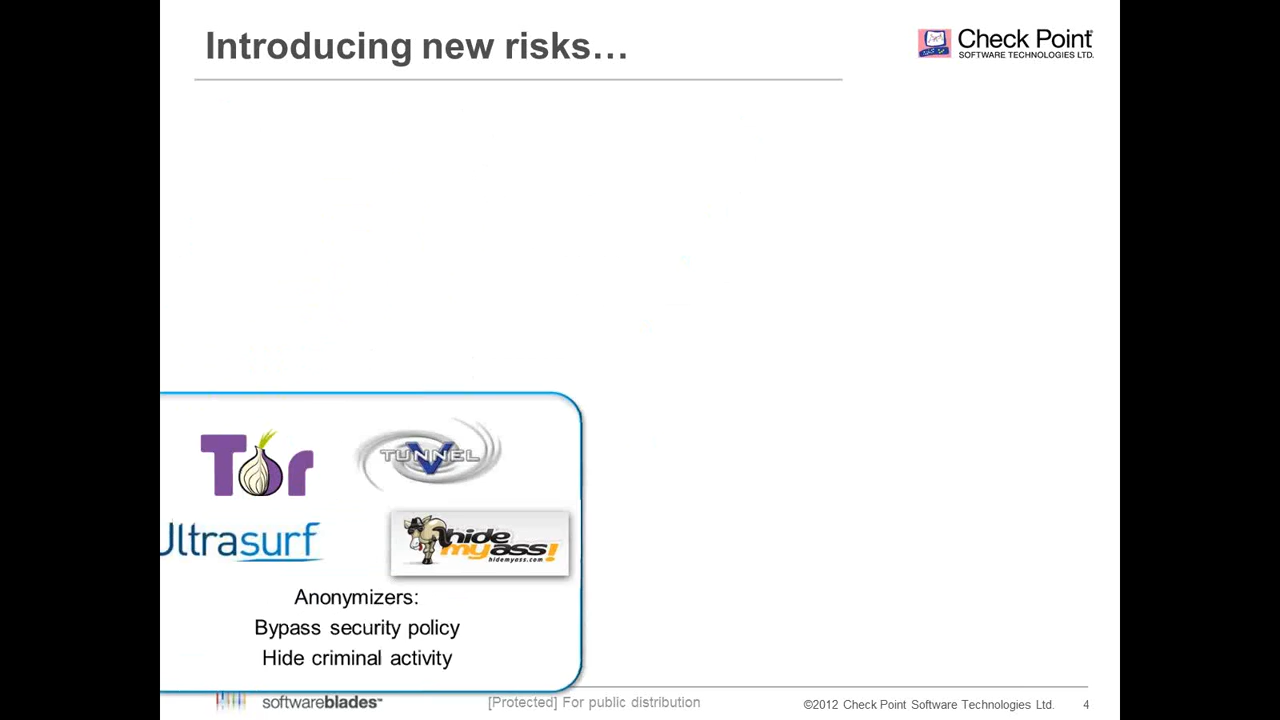 Introducing new risks…
Check Point
SOFTWARE TECHNOLOGIES LTD.
Tor
V
TUNNEL
Ultrasurf
hide
my ass!
hidemyass.com
Anonymizers:
Bypass security policy
Hide criminal activity
softwareblades™
[Protected] For public distribution
©2012 Check Point Software Technologies Ltd.
4